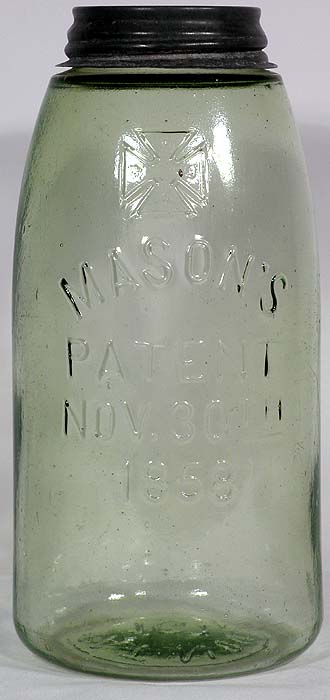 MASON'S
PATENT
NOV. 30TH
1858